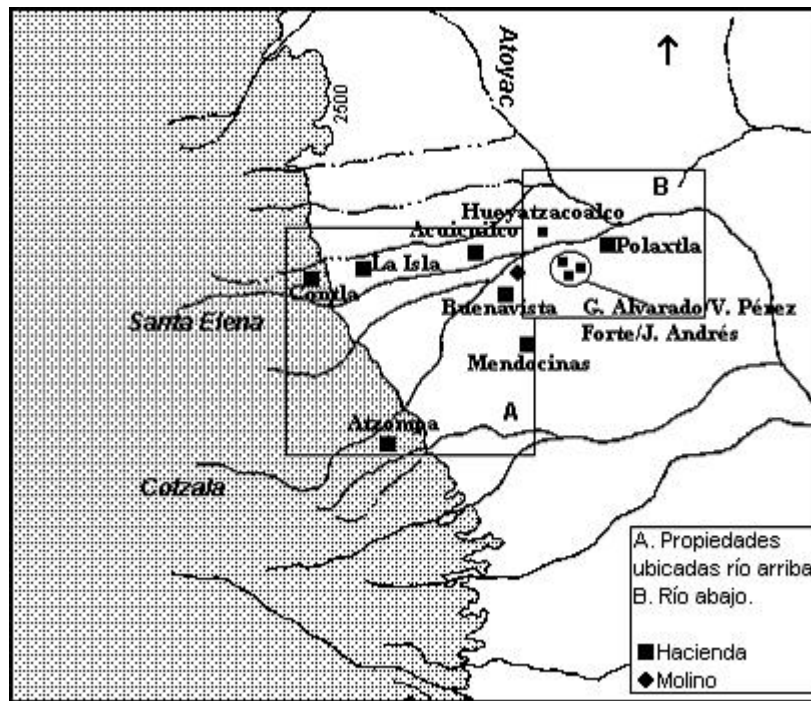 Atoyac
2500
B
Hueyatzacoalco
Acuicuilco
Polaxtla
La Isla
Contla
Buenavista
G. Alvarado/V. Pérez
Forte/J. Andrés
Santa Elena
Mendocinas
A
Atzompa
Cotzala
A. Propiedades
ubicadas río arriba
B. Río abajo.
Hacienda
Molino